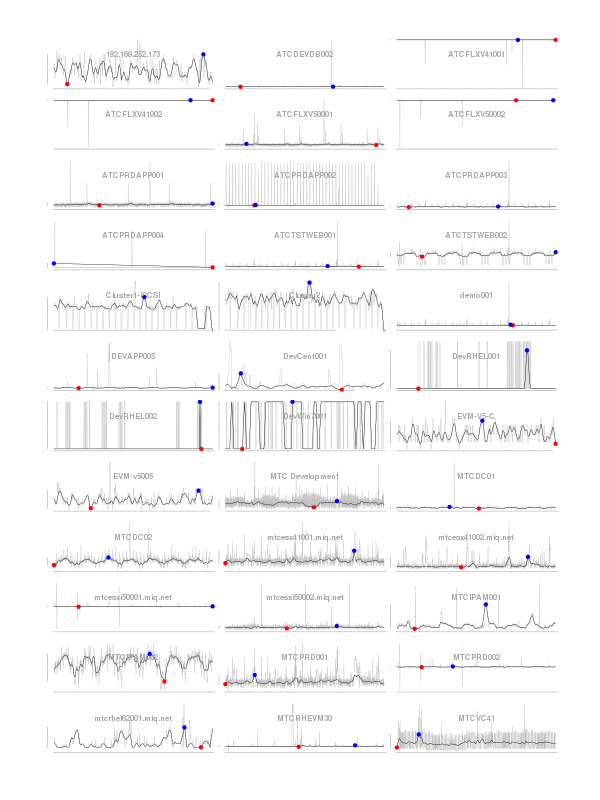 192.168.252.173 ATCDEVDB002 ATCFLXV41001
ATCFLXV41002 ATCFLXV50001 ATCFLXV50002
ATCPRDAPP001 ATCPRDAPP002 ATCPRDAPP003
ATCPRDAPP004 ATCTSTWEB001 ATCTSTWEB002
Cluster1-iSCSI Cluster2 demo001
DEVAPP005 DevCent001 DevRHEL001
DevRHEL002 DevWin7001 EVM-V5-C
EVM-v5005 MTC Development MTCDC01
MTCDC02 mtcesx41001.miq.net mtcesx41002.miq.net
mtcesxi50001.miq.net mtcesxi50002.miq.net MTCIPAM001
MTCPRD001 MTCPRD002
mtcrhel62001.miq.net MTCRHEVM30 MTCVC41